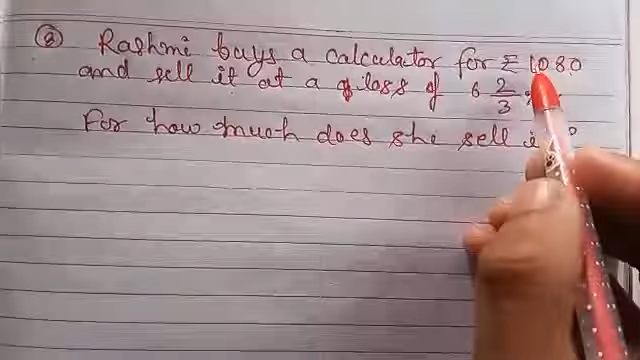 ⑧ Rashmi buys a calculator for ₹ 1080
and sell it at a loss of 6 2/3 %.
For how much does she sell